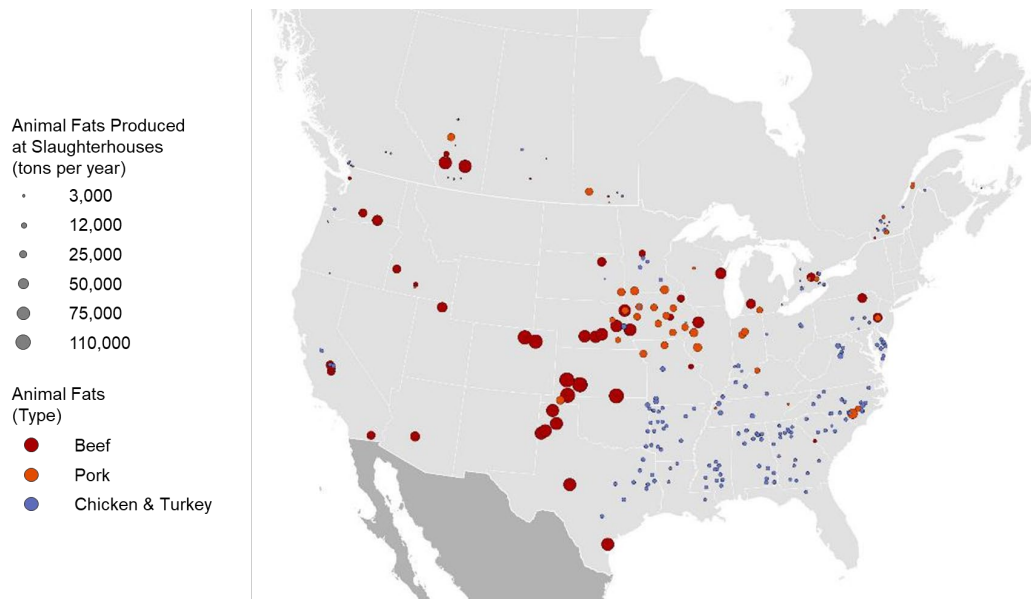 Animal Fats Produced
at Slaughterhouses
(tons per year)
3,000
12,000
25,000
50,000
75,000
110,000
Animal Fats
(Type)
Beef
Pork
Chicken & Turkey